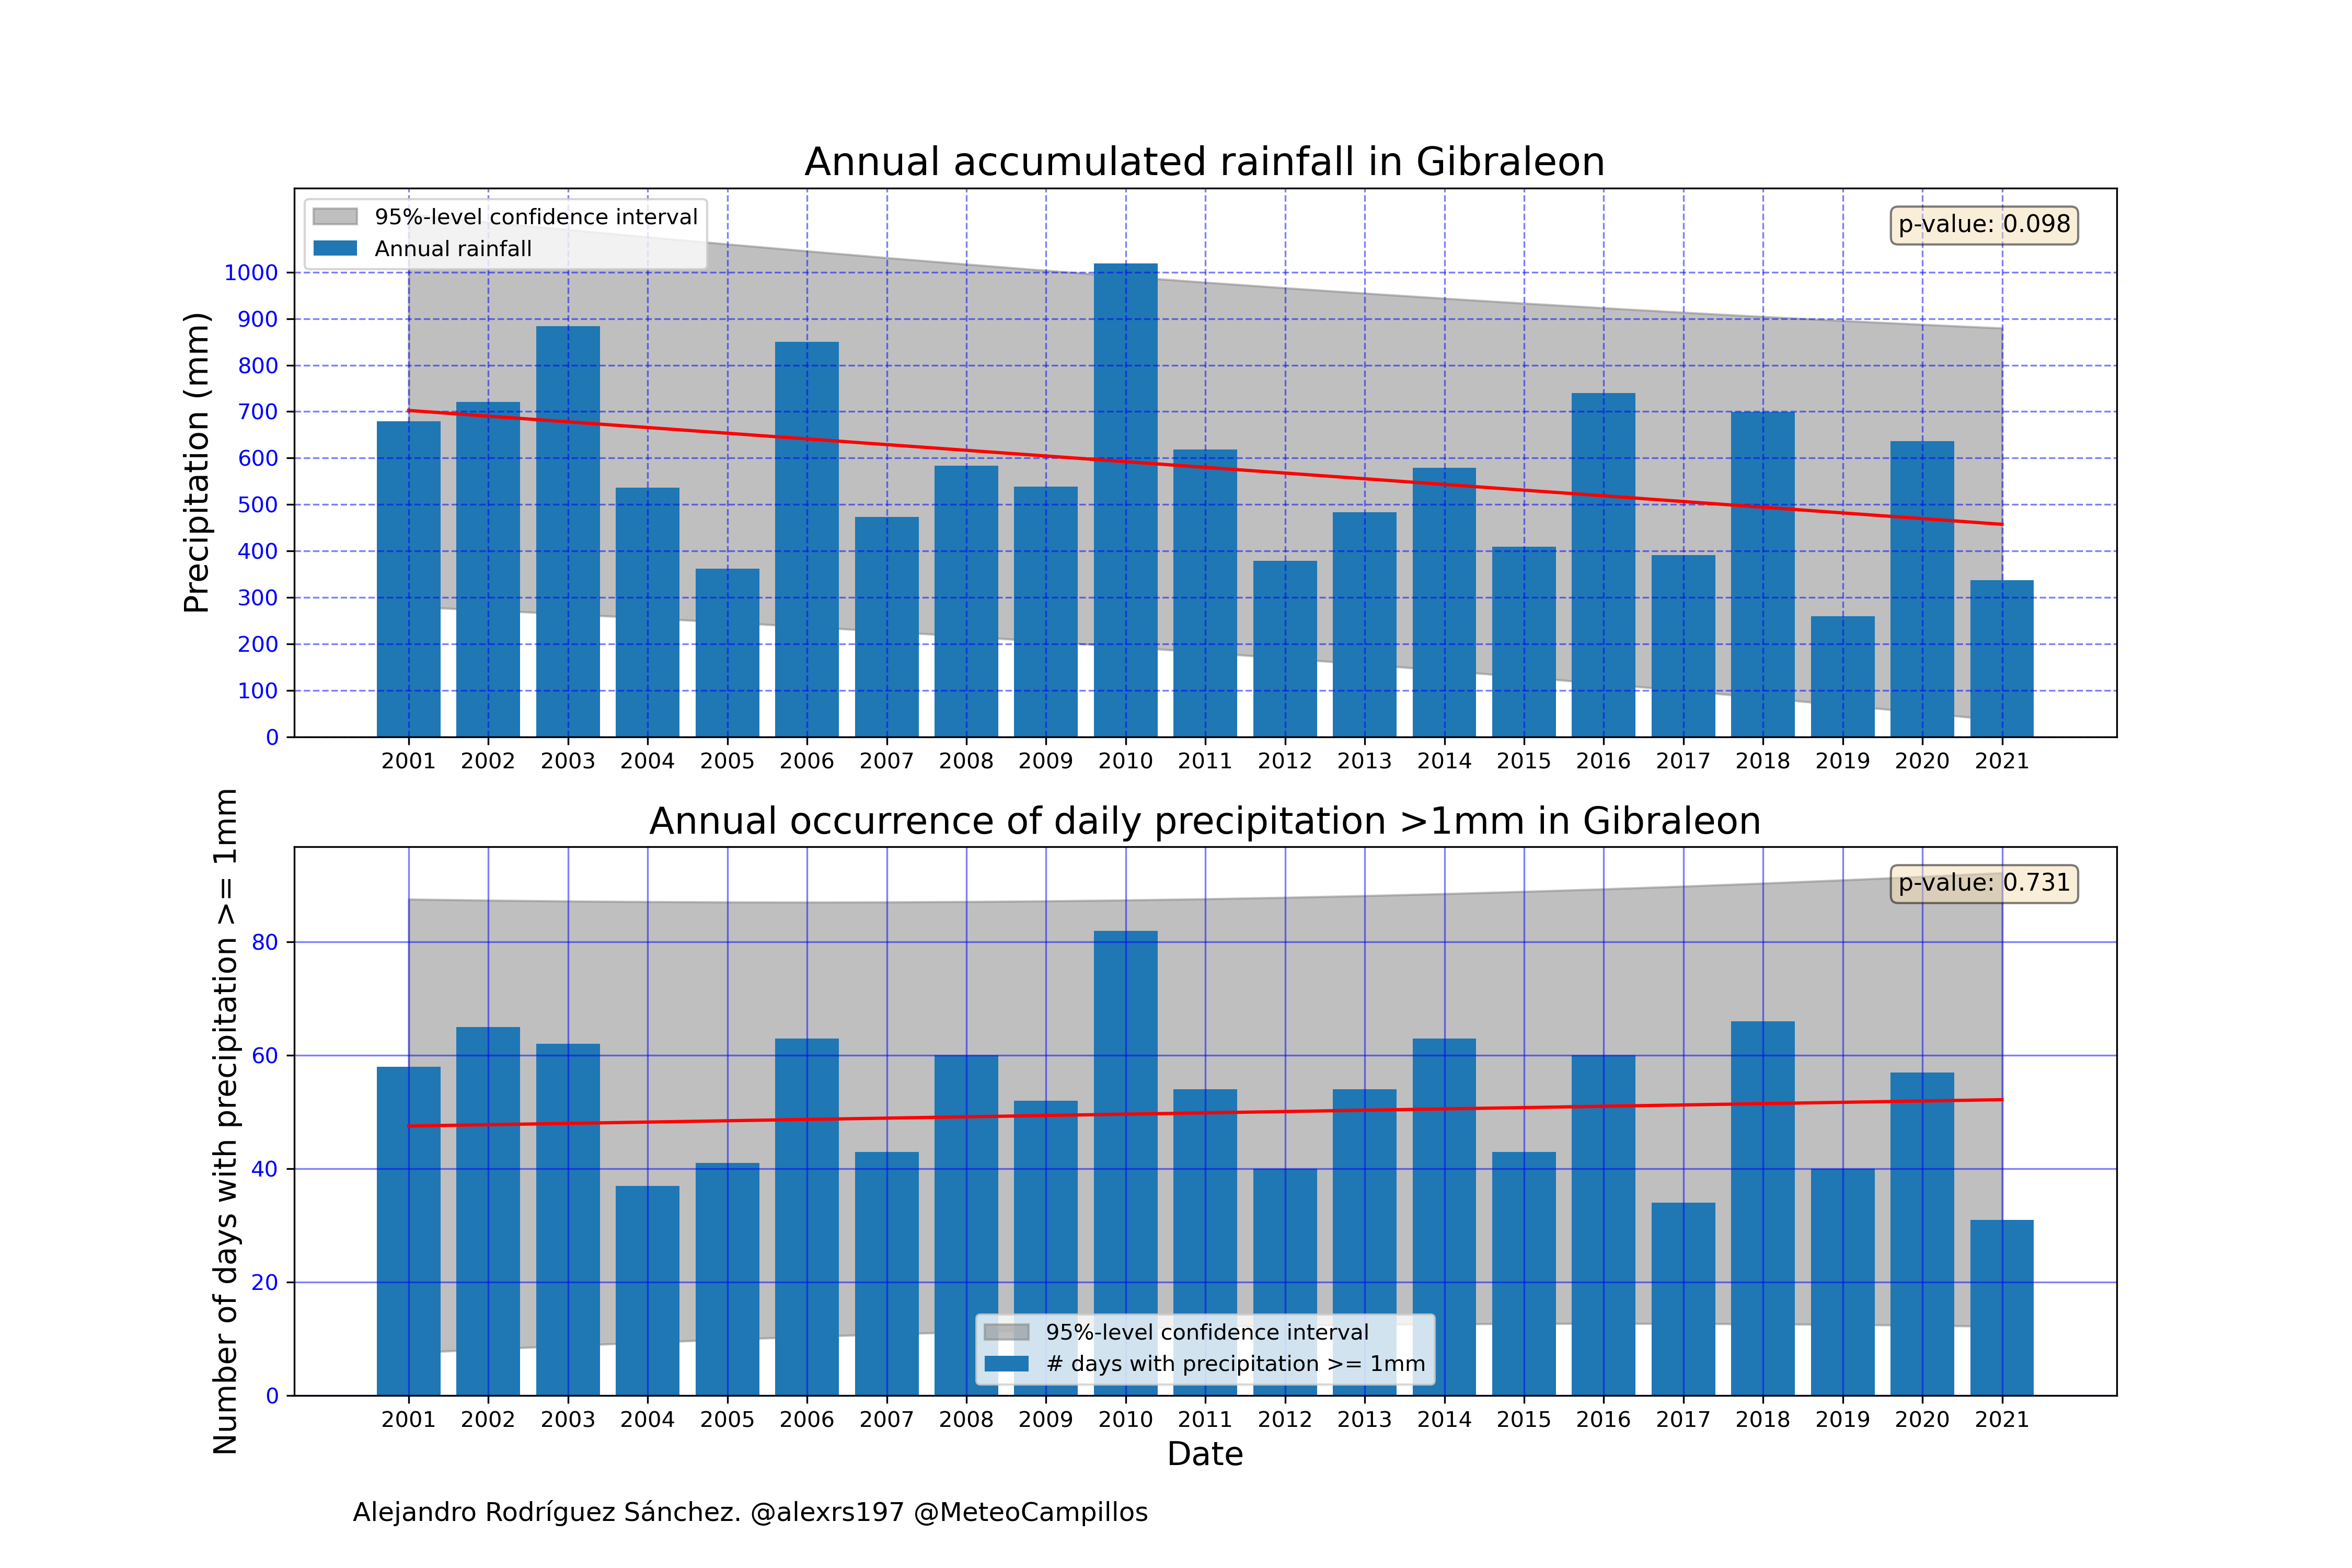 Annual accumulated rainfall in Gibraleon
95%-level confidence interval
Annual rainfall
p-value: 0.098
Precipitation (mm)
1000
900
800
700
600
500
400
300
200
100
0
2001 2002 2003 2004 2005 2006 2007 2008 2009 2010 2011 2012 2013 2014 2015 2016 2017 2018 2019 2020 2021
Annual occurrence of daily precipitation >1mm in Gibraleon
p-value: 0.731
Number of days with precipitation >= 1mm
80
60
40
20
0
95%-level confidence interval
# days with precipitation >= 1mm
2001 2002 2003 2004 2005 2006 2007 2008 2009 2010 2011 2012 2013 2014 2015 2016 2017 2018 2019 2020 2021
Date
Alejandro Rodríguez Sánchez. @alexrs197 @MeteoCampillos